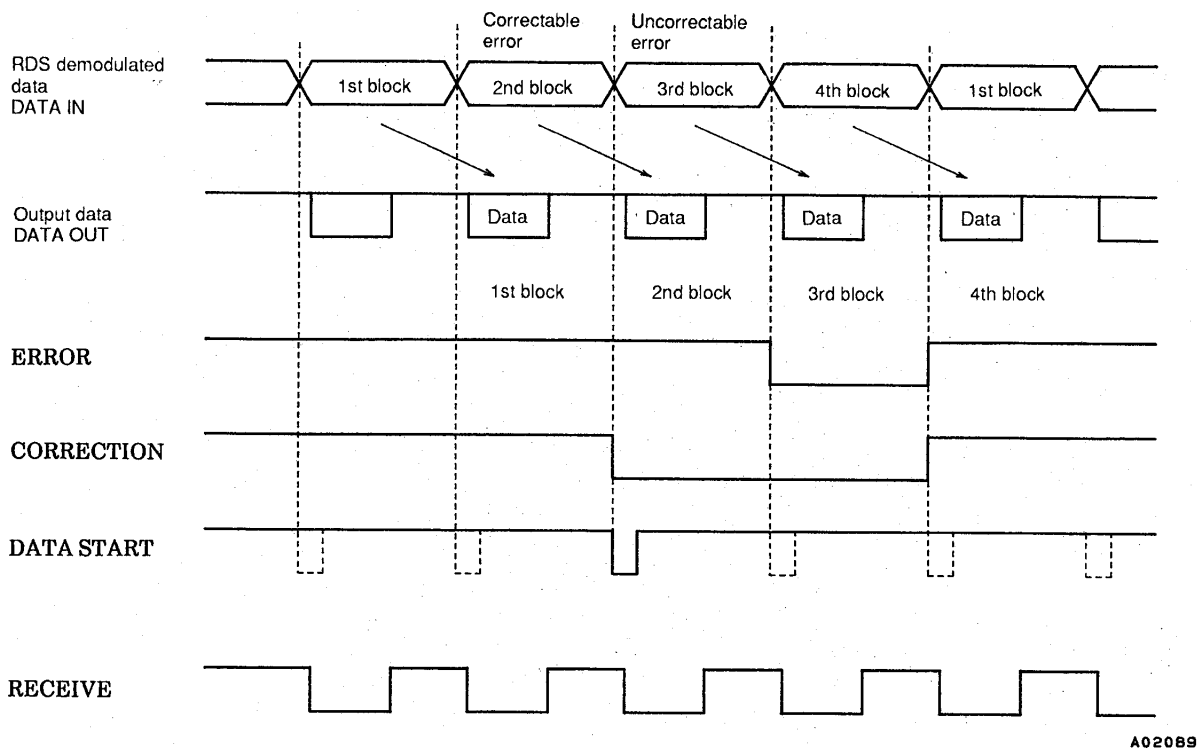 Correctable
error
Uncorrectable
error
RDS demodulated
data
DATA IN
1st block
2nd block
3rd block
4th block
1st block
Output data
DATA OUT
Data
Data
Data
Data
1st block
2nd block
3rd block
4th block
ERROR
CORRECTION
DATA START
RECEIVE
A02089